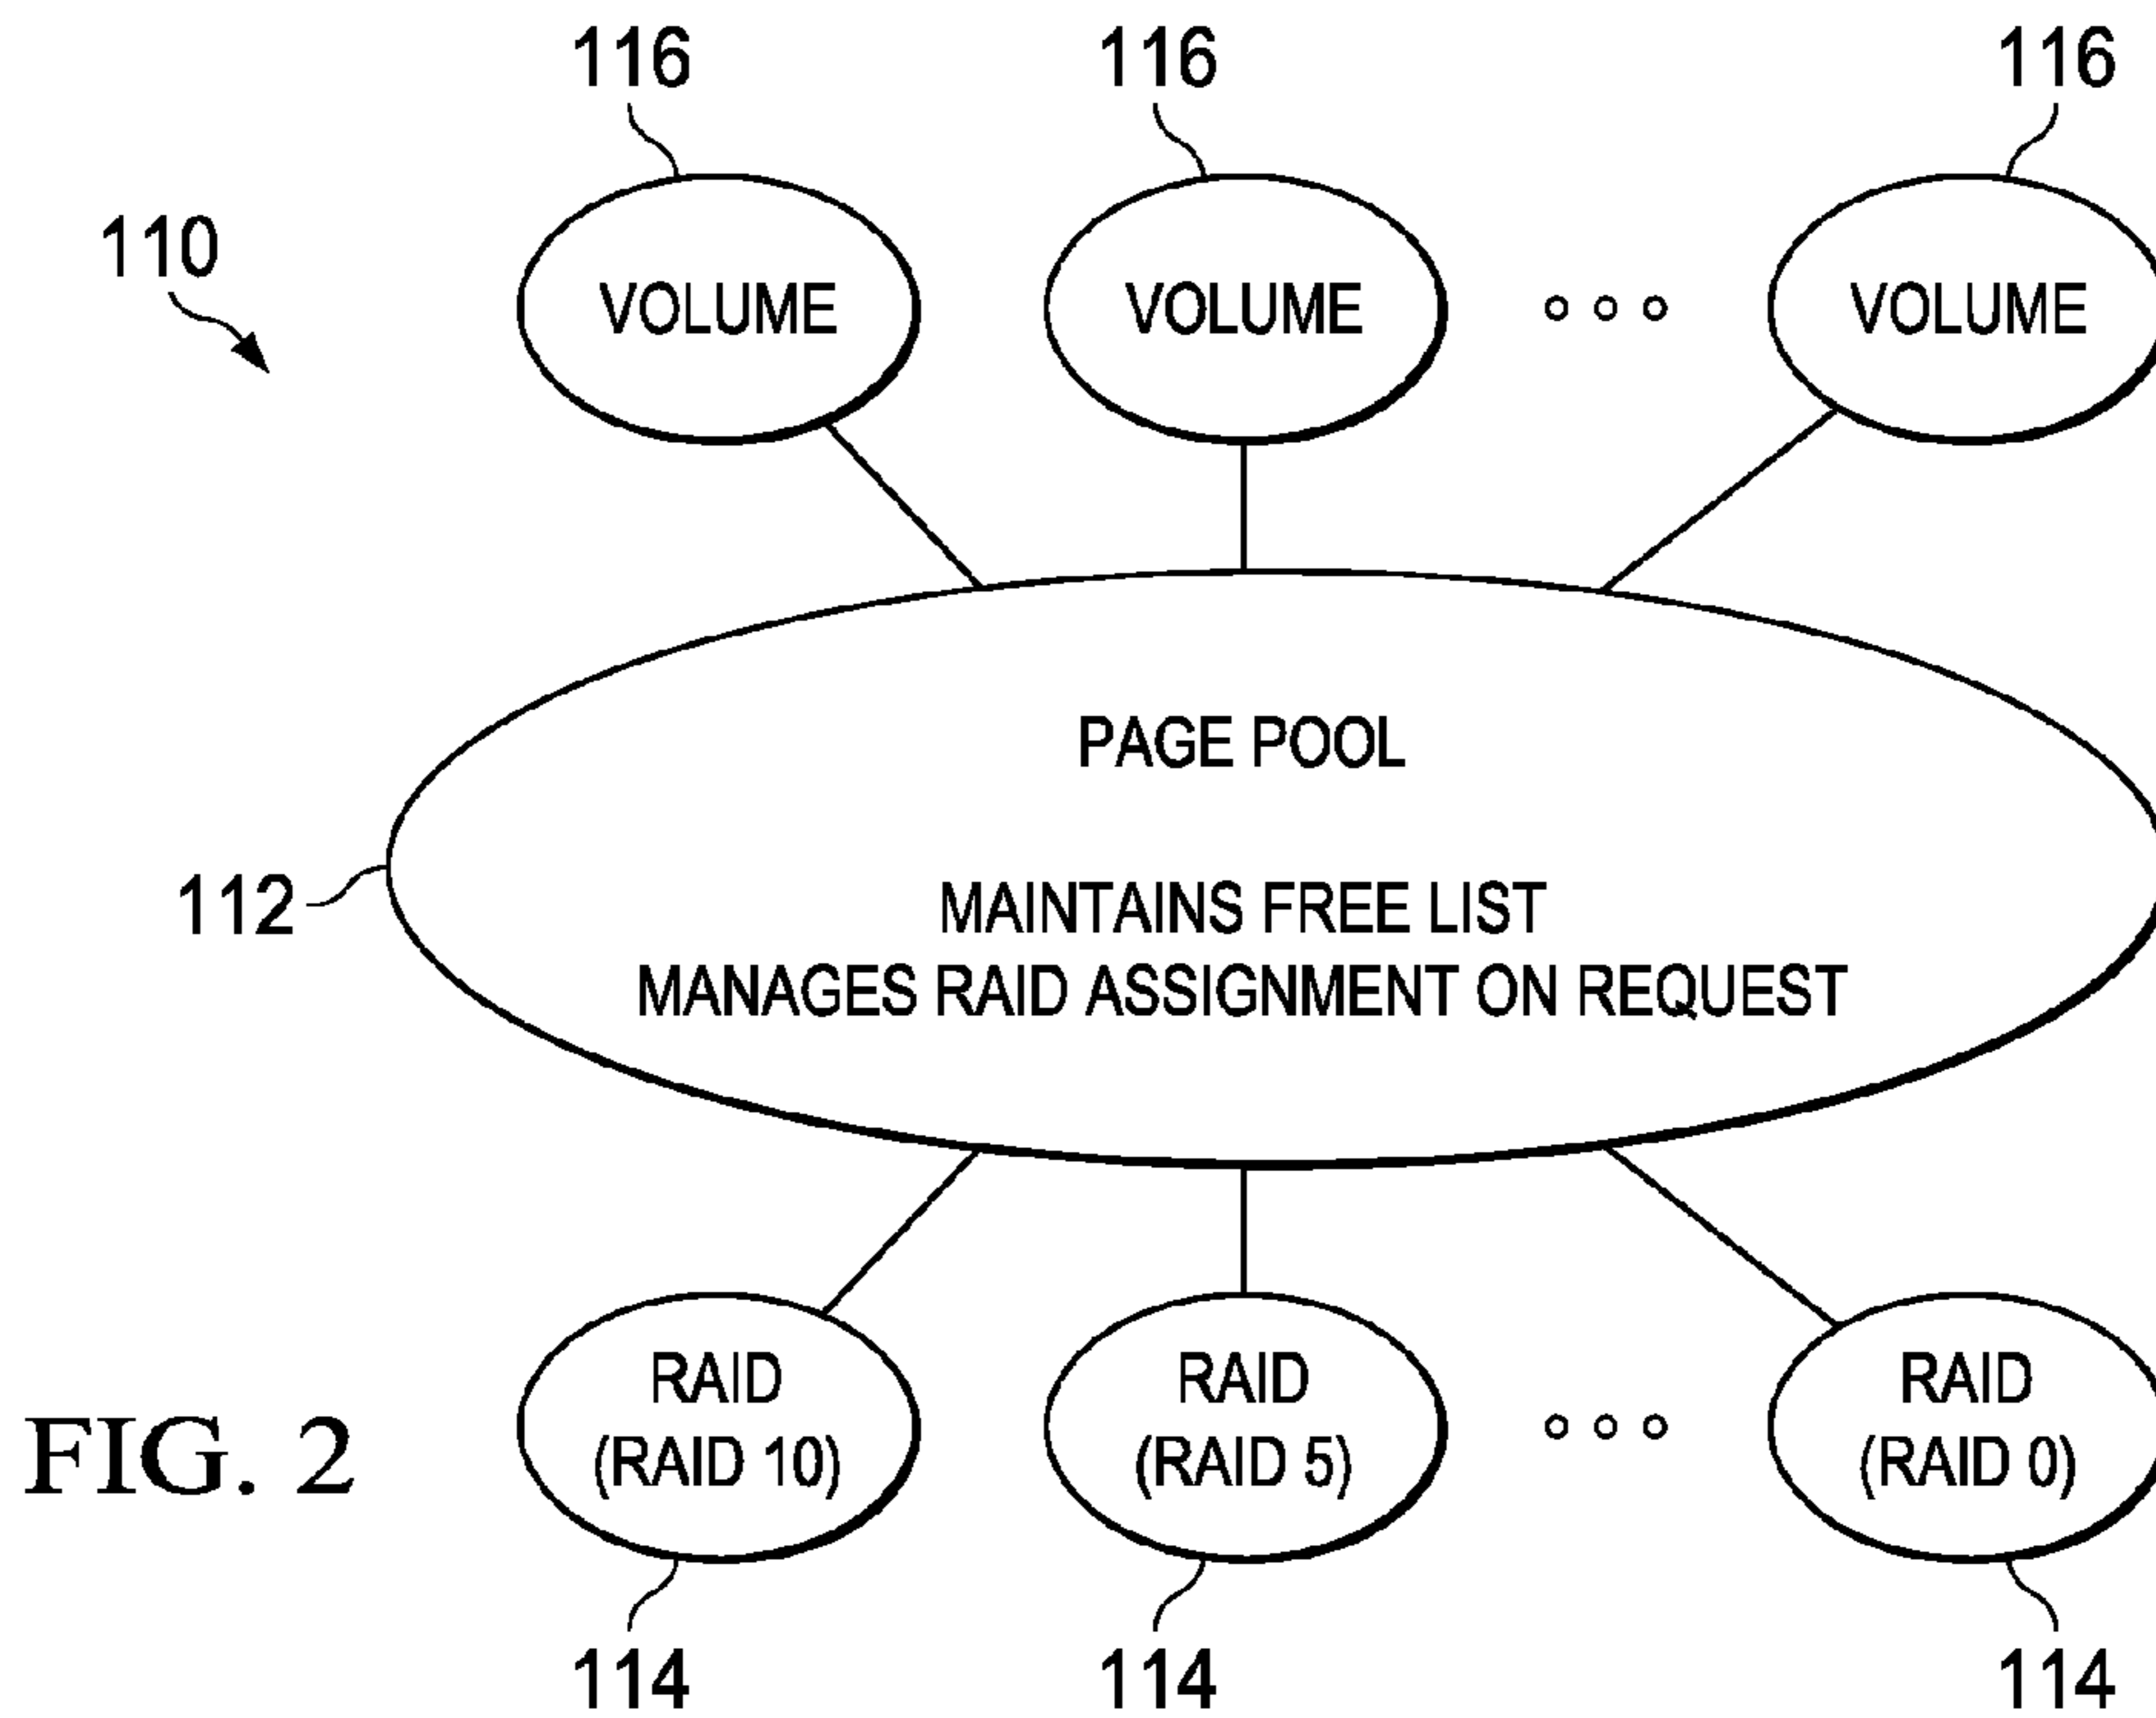 116 116 116
110
VOLUME VOLUME VOLUME
PAGE POOL
112
MAINTAINS FREE LIST
MANAGES RAID ASSIGNMENT ON REQUEST
RAID RAID RAID
(RAID 10) (RAID 5) (RAID 0)
FIG. 2
114 114 114